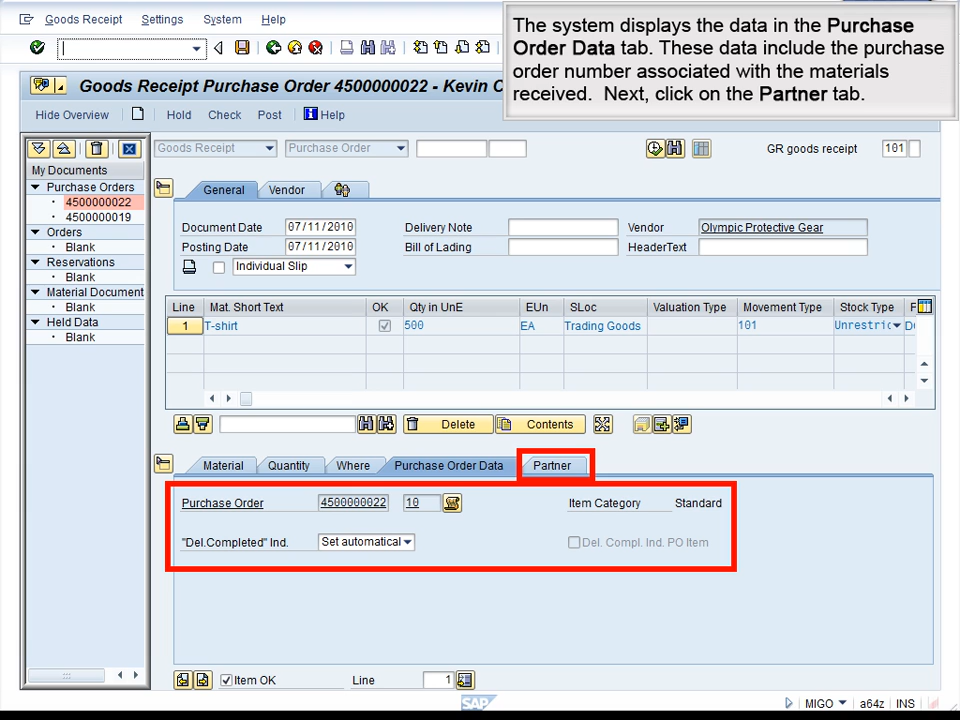 Goods Receipt Settings System Help
The system displays the data in the Purchase
Order Data tab. These data include the purchase
order number associated with the materials
received. Next, click on the Partner tab.
Goods Receipt Purchase Order 4500000022 - Kevin C
Hide Overview Hold Check Post Help
Goods Receipt Purchase Order GR goods receipt 101
My Documents
Purchase Orders
4500000022
4500000019
Orders
Blank
Reservations
Blank
Material Document
Blank
Held Data
Blank
General Vendor
Document Date 07/11/2010 Delivery Note Vendor Olympic Protective Gear
Posting Date 07/11/2010 Bill of Lading HeaderText
Individual Slip
Line Mat. Short Text OK Qty in UnE EUn SLoc Valuation Type Movement Type Stock Type
1 T-shirt 500 EA Trading Goods 101 Unrestric
Delete Contents
Material Quantity Where Purchase Order Data Partner
Purchase Order 4500000022 10 Item Category Standard
"Del.Completed" Ind. Set automatical Del. Compl. Ind. PO Item
Item OK Line 1
SAP MIGO a64z INS